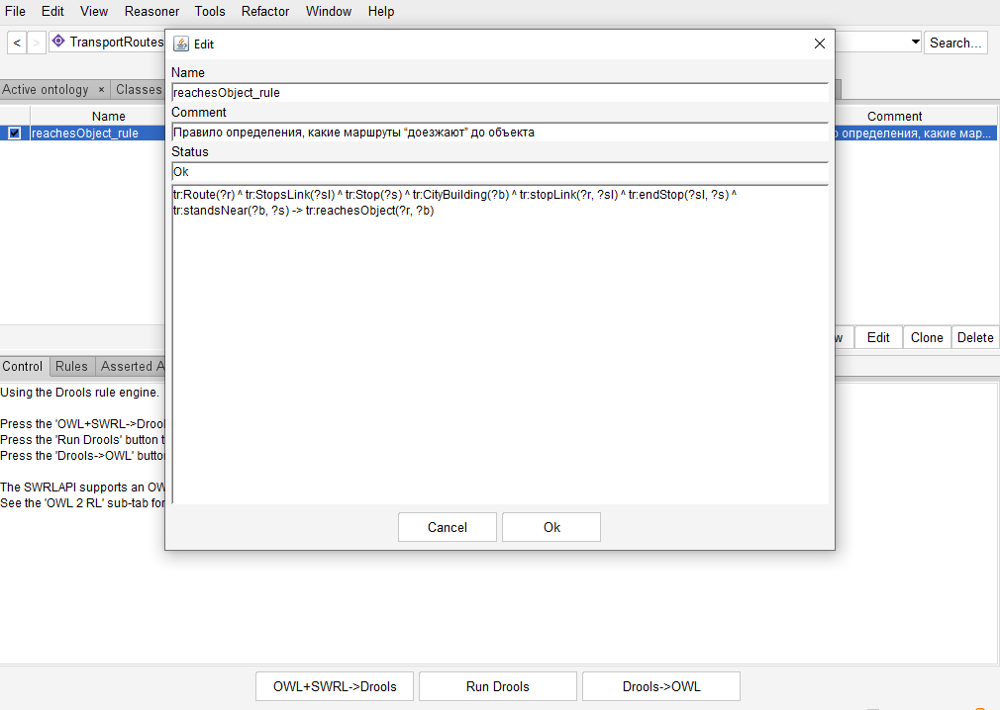 File Edit View Reasoner Tools Refactor Window Help
< > TransportRoutes
Search...
Edit
Name
reachesObject_rule
Comment
Правило определения, какие маршруты “доезжают” до объекта
Status
Ok
tr:Route(?r) ^ tr:StopsLink(?sl) ^ tr:Stop(?s) ^ tr:CityBuilding(?b) ^ tr:stopLink(?r, ?sl) ^ tr:endStop(?sl, ?s) ^
tr:standsNear(?b, ?s) -> tr:reachesObject(?r, ?b)
Cancel Ok
Active ontology × Classes
Name Comment
reachesObject_rule определения, какие мар...
Edit Clone Delete
Control Rules Asserted A
Using the Drools rule engine.
Press the 'OWL+SWRL->Drool
Press the 'Run Drools' button t
Press the 'Drools->OWL' butto
The SWRLAPI supports an OW
See the 'OWL 2 RL' sub-tab for
OWL+SWRL->Drools Run Drools Drools->OWL